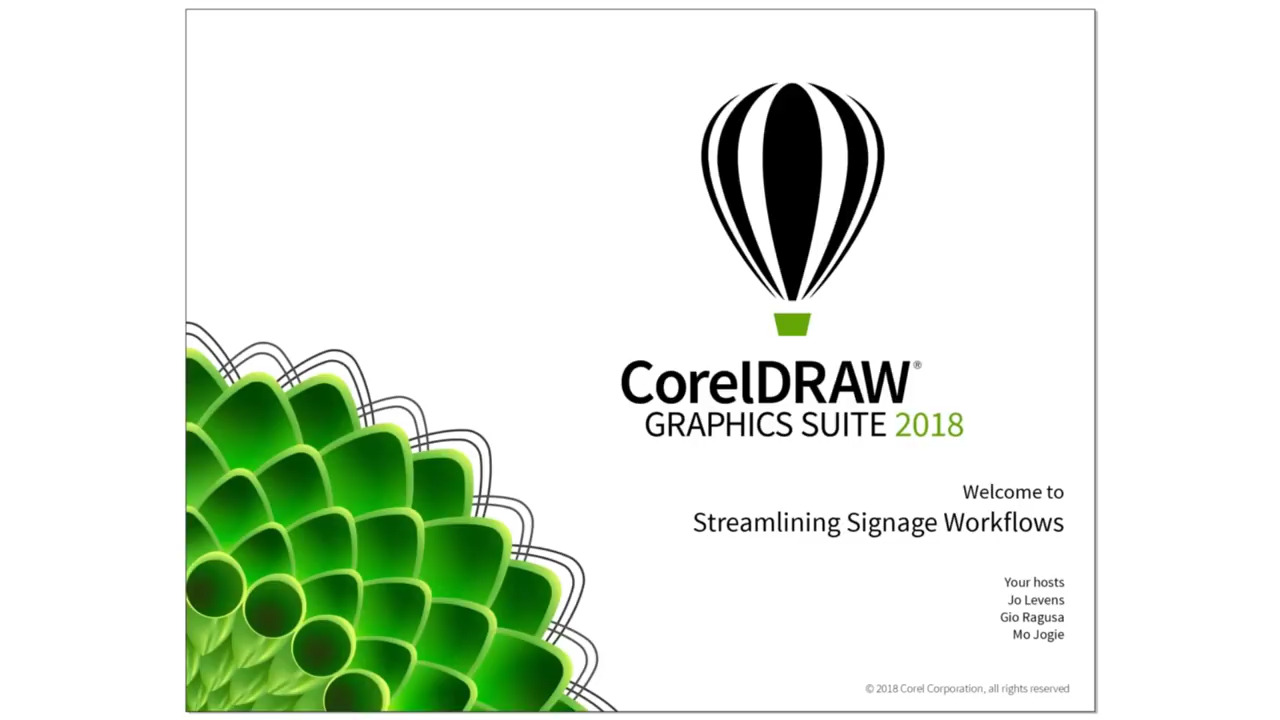 CorelDRAW®
GRAPHICS SUITE 2018
Welcome to
Streamlining Signage Workflows
Your hosts
Jo Levens
Gio Ragusa
Mo Jogie
© 2018 Corel Corporation, all rights reserved